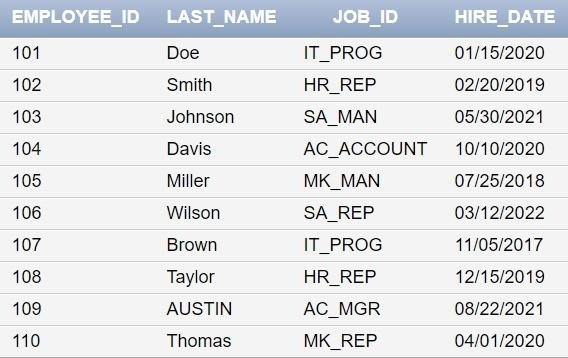 EMPLOYEE_ID LAST_NAME JOB_ID HIRE_DATE
101 Doe IT_PROG 01/15/2020
102 Smith HR_REP 02/20/2019
103 Johnson SA_MAN 05/30/2021
104 Davis AC_ACCOUNT 10/10/2020
105 Miller MK_MAN 07/25/2018
106 Wilson SA_REP 03/12/2022
107 Brown IT_PROG 11/05/2017
108 Taylor HR_REP 12/15/2019
109 AUSTIN AC_MGR 08/22/2021
110 Thomas MK_REP 04/01/2020